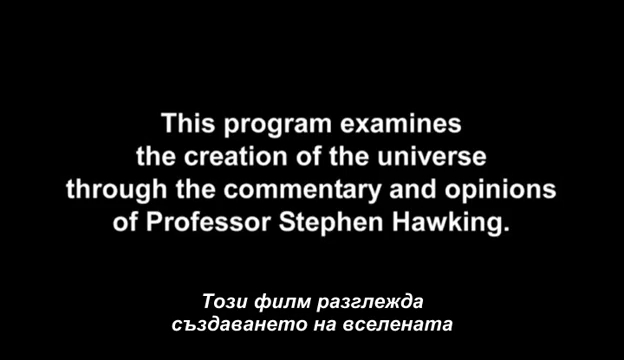 This program examines
the creation of the universe
through the commentary and opinions
of Professor Stephen Hawking.
Този филм разглежда
създаването на вселената